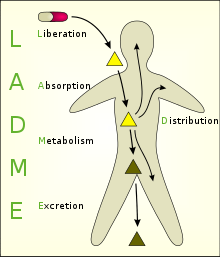 L
Liberation
A
Absorption
D
Distribution
M
Metabolism
E
Excretion